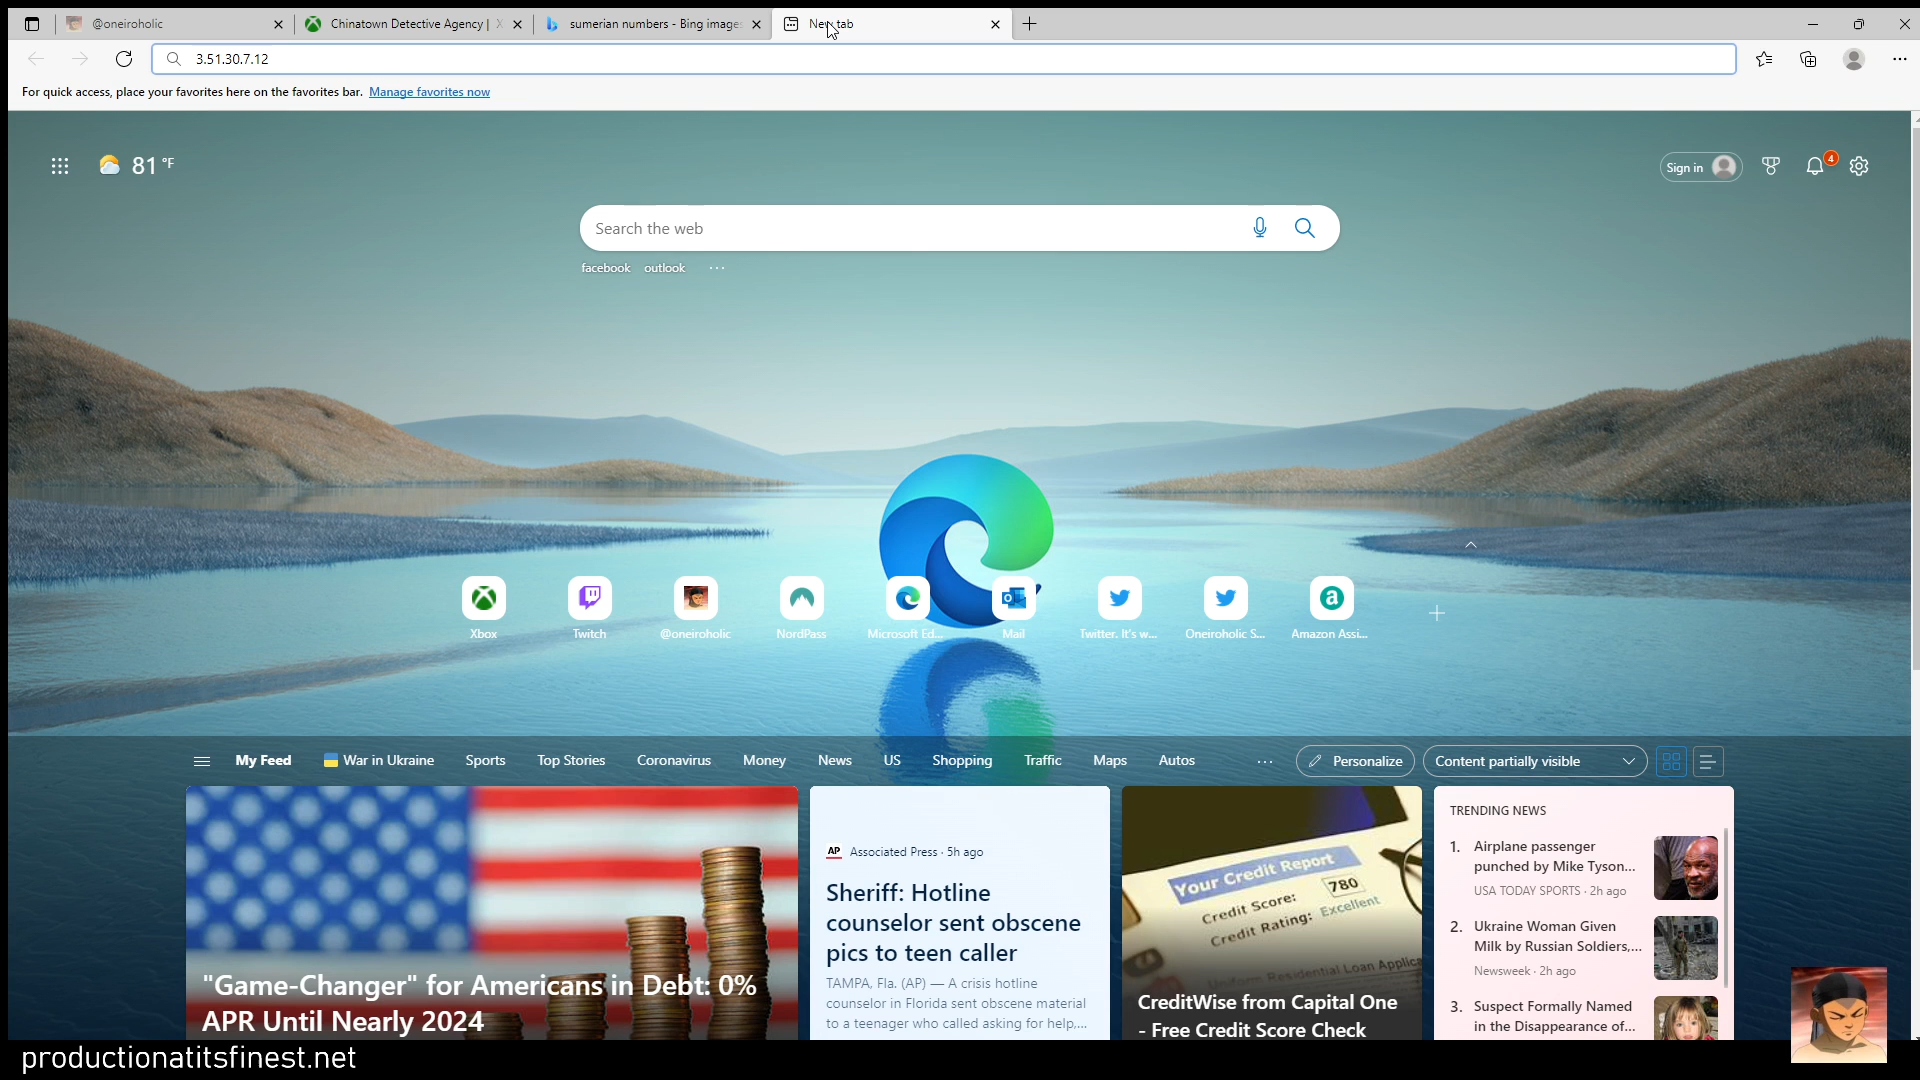 @oneiroholic
Chinatown Detective Agency | X
sumerian numbers - Bing images
New tab
3.51.30.7.12
For quick access, place your favorites here on the favorites bar. Manage favorites now
81 °F
Sign in
4
Search the web
facebook outlook
Xbox
Twitch
@oneiroholic
NordPass
Microsoft Ed...
Mail
Twitter. It's w...
Oneiroholic S...
Amazon Assi...
My Feed
War in Ukraine
Sports
Top Stories
Coronavirus
Money
News
US
Shopping
Traffic
Maps
Autos
Personalize
Content partially visible
"Game-Changer" for Americans in Debt: 0%
APR Until Nearly 2024
AP Associated Press · 5h ago
Sheriff: Hotline
counselor sent obscene
pics to teen caller
TAMPA, Fla. (AP) — A crisis hotline
counselor in Florida sent obscene material
to a teenager who called asking for help,...
Your Credit Report
Credit Score: 780
Credit Rating: Excellent
Uniform Residential Loan Applica
CreditWise from Capital One
- Free Credit Score Check
TRENDING NEWS
1. Airplane passenger
punched by Mike Tyson...
USA TODAY SPORTS · 2h ago
2. Ukraine Woman Given
Milk by Russian Soldiers,...
Newsweek · 2h ago
3. Suspect Formally Named
in the Disappearance of...
productionatitsfinest.net